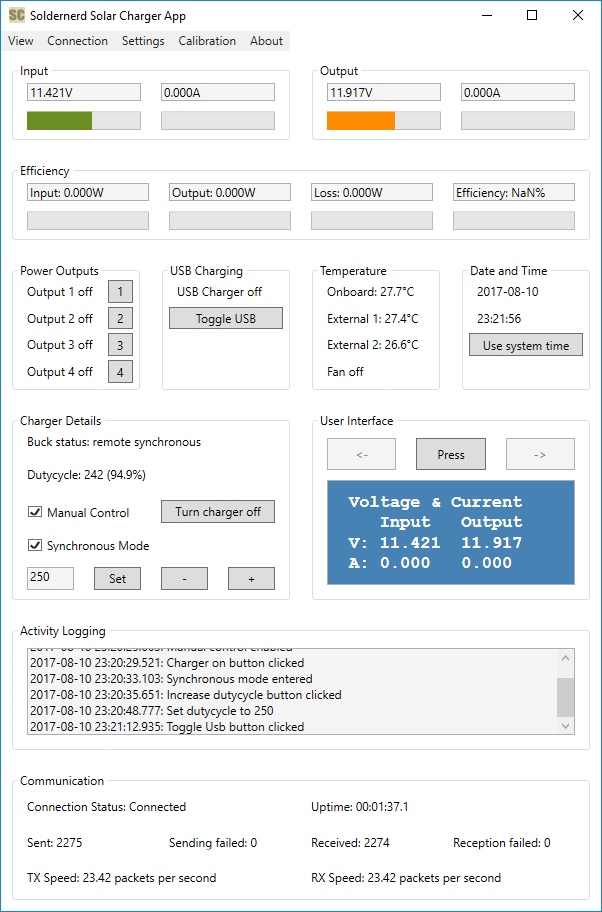 SC Soldernerd Solar Charger App
View Connection Settings Calibration About
Input
11.421V 0.000A
Output
11.917V 0.000A
Efficiency
Input: 0.000W Output: 0.000W Loss: 0.000W Efficiency: NaN%
Power Outputs
Output 1 off 1
Output 2 off 2
Output 3 off 3
Output 4 off 4
USB Charging
USB Charger off
Toggle USB
Temperature
Onboard: 27.7°C
External 1: 27.4°C
External 2: 26.6°C
Fan off
Date and Time
2017-08-10
23:21:56
Use system time
Charger Details
Buck status: remote synchronous
Dutycycle: 242 (94.9%)
Manual Control Turn charger off
Synchronous Mode
250 Set - +
User Interface
<- Press ->
Voltage & Current
Input Output
V: 11.421 11.917
A: 0.000 0.000
Activity Logging
2017-08-10 23:20:29.521: Charger on button clicked
2017-08-10 23:20:33.103: Synchronous mode entered
2017-08-10 23:20:35.651: Increase dutycycle button clicked
2017-08-10 23:20:48.777: Set dutycycle to 250
2017-08-10 23:21:12.935: Toggle Usb button clicked
Communication
Connection Status: Connected Uptime: 00:01:37.1
Sent: 2275 Sending failed: 0 Received: 2274 Reception failed: 0
TX Speed: 23.42 packets per second RX Speed: 23.42 packets per second